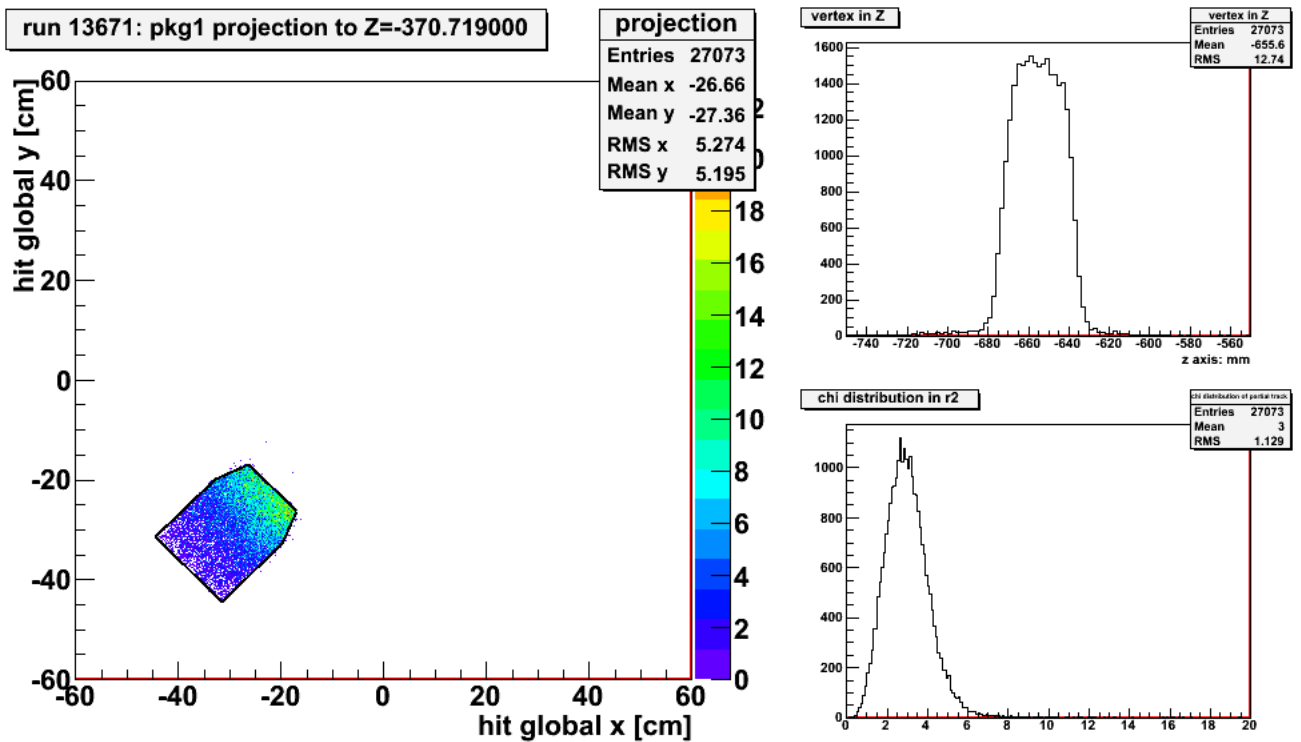 run 13671: pkg1 projection to Z=-370.719000
projection
Entries 27073
Mean x -26.66
Mean y -27.36
RMS x 5.274
RMS y 5.195
hit global y [cm]
60
40
20
0
-20
-40
-60
-60 -40 -20 0 20 40 60
hit global x [cm]
18
16
14
12
10
8
6
4
2
0
vertex in Z
vertex in Z
Entries 27073
Mean -655.6
RMS 12.74
1600
1400
1200
1000
800
600
400
200
0
-740 -720 -700 -680 -660 -640 -620 -600 -580 -560
z axis: mm
chi distribution in r2
chi distribution of partial track
Entries 27073
Mean 3
RMS 1.129
1000
800
600
400
200
0
0 2 4 6 8 10 12 14 16 18 20